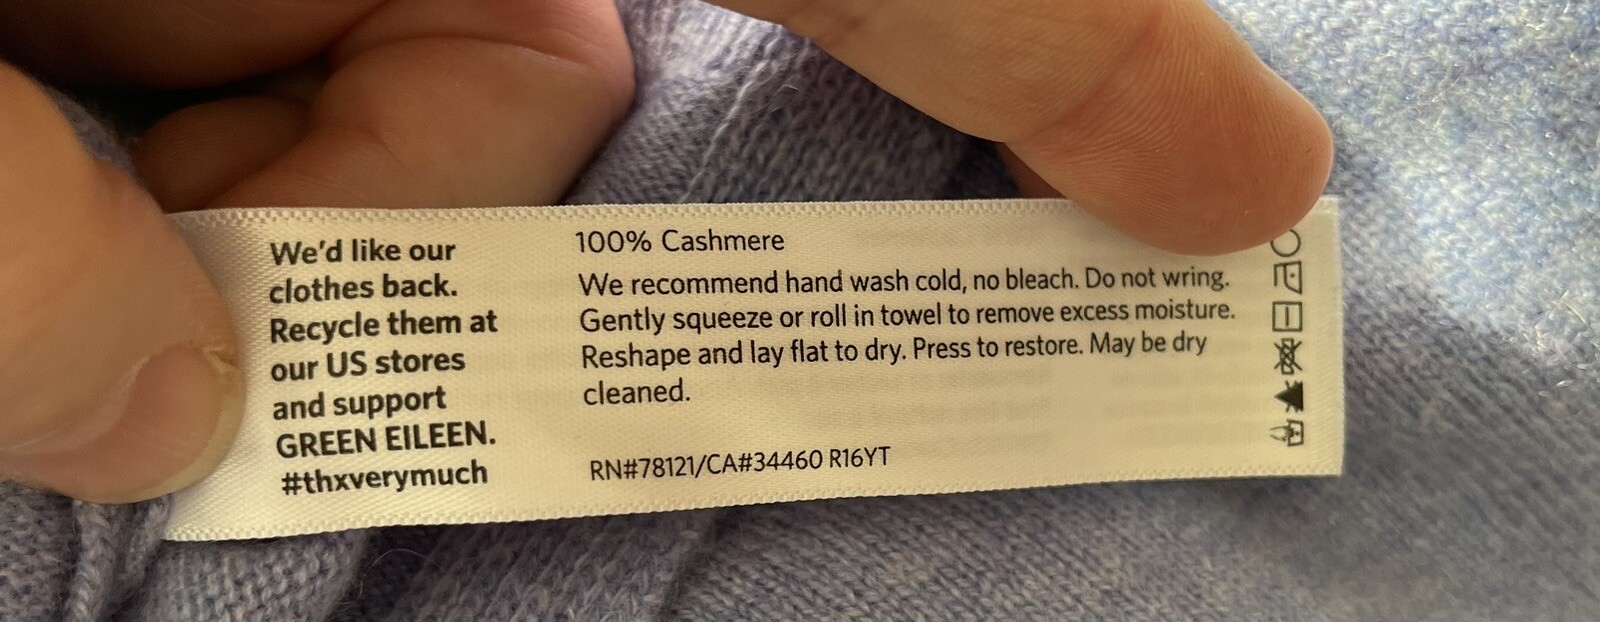 We'd like our
clothes back.
Recycle them at
our US stores
and support
GREEN EILEEN.
#thxverymuch
100% Cashmere
We recommend hand wash cold, no bleach. Do not wring.
Gently squeeze or roll in towel to remove excess moisture.
Reshape and lay flat to dry. Press to restore. May be dry
cleaned.
RN#78121/CA#34460 R16YT